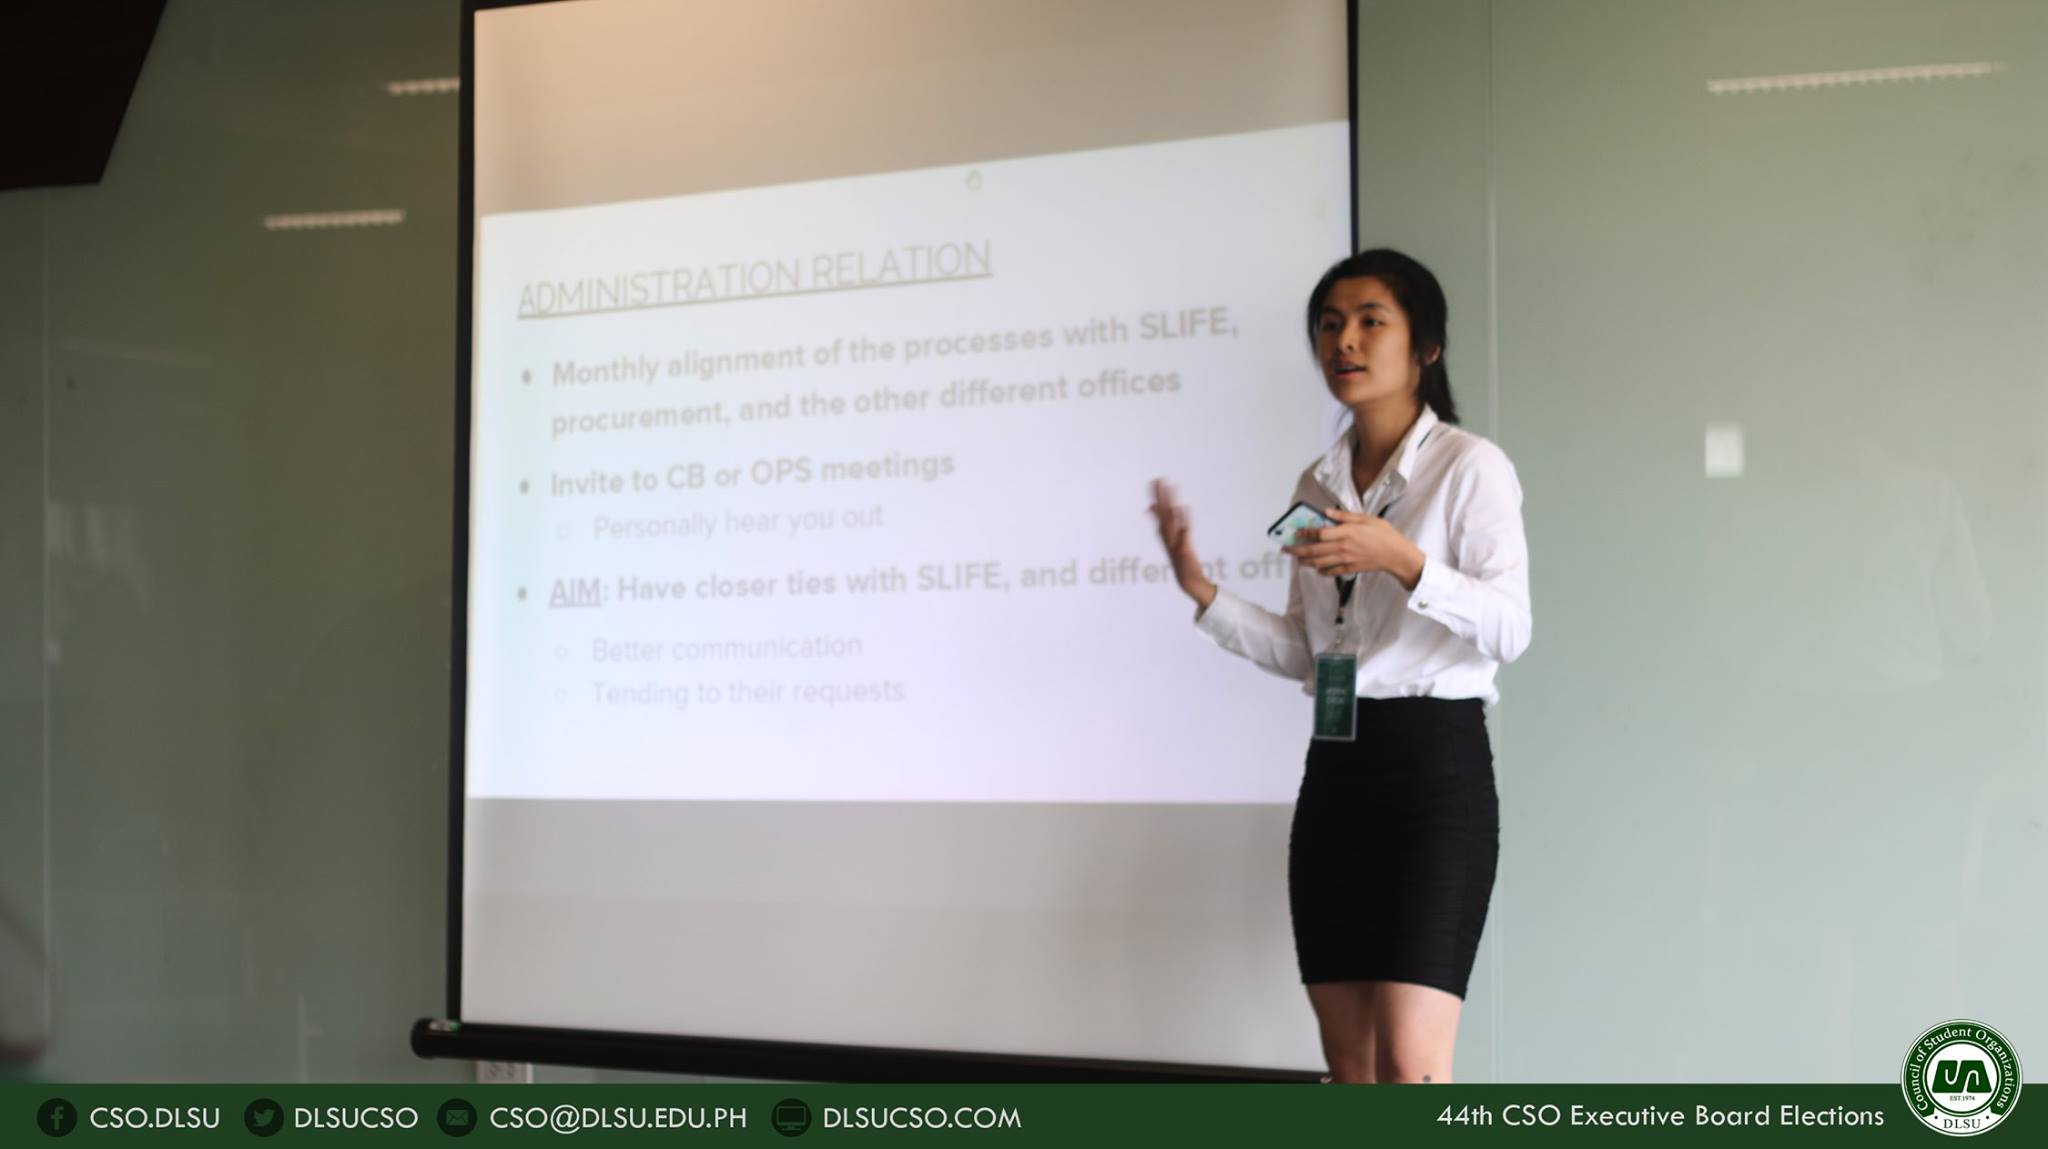 ADMINISTRATION RELATION
• Monthly alignment of the processes with SLIFE,
procurement, and the other different offices
• Invite to CB or OPS meetings
○ Personally hear you out
• AIM: Have closer ties with SLIFE, and different off
○ Better communication
○ Tending to their requests
CSO.DLSU DLSUCSO CSO@DLSU.EDU.PH DLSUCSO.COM
44th CSO Executive Board Elections
Council of Student Organizations
EST.1974
DLSU